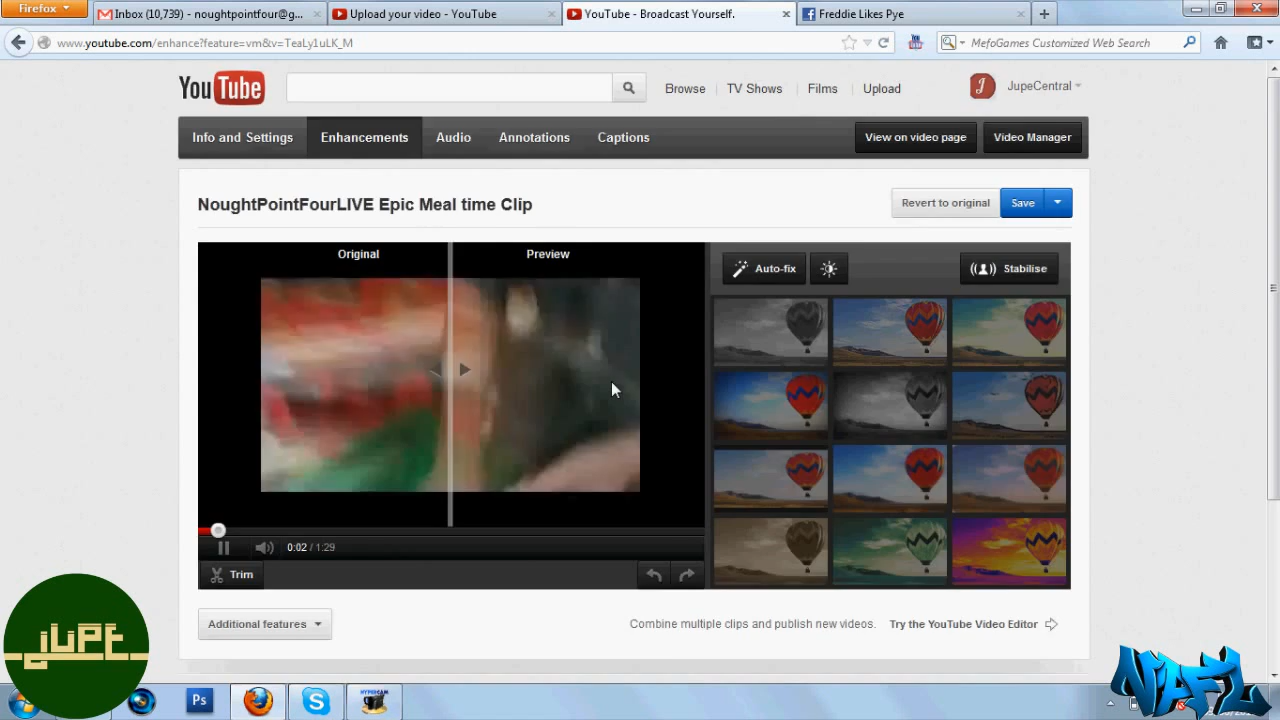 Firefox
Inbox (10,739) - noughtpointfour@g...
Upload your video - YouTube
YouTube - Broadcast Yourself.
Freddie Likes Pye
www.youtube.com/enhance?feature=vm&v=TeaLy1uLK_M
MefoGames Customized Web Search
YouTube
Browse
TV Shows
Films
Upload
JupeCentral
Info and Settings
Enhancements
Audio
Annotations
Captions
View on video page
Video Manager
NoughtPointFourLIVE Epic Meal time Clip
Revert to original
Save
Original
Preview
Auto-fix
Stabilise
0:02 / 1:29
Trim
Additional features
Combine multiple clips and publish new videos.
Try the YouTube Video Editor
JUPE
Ps
HYPERCAM